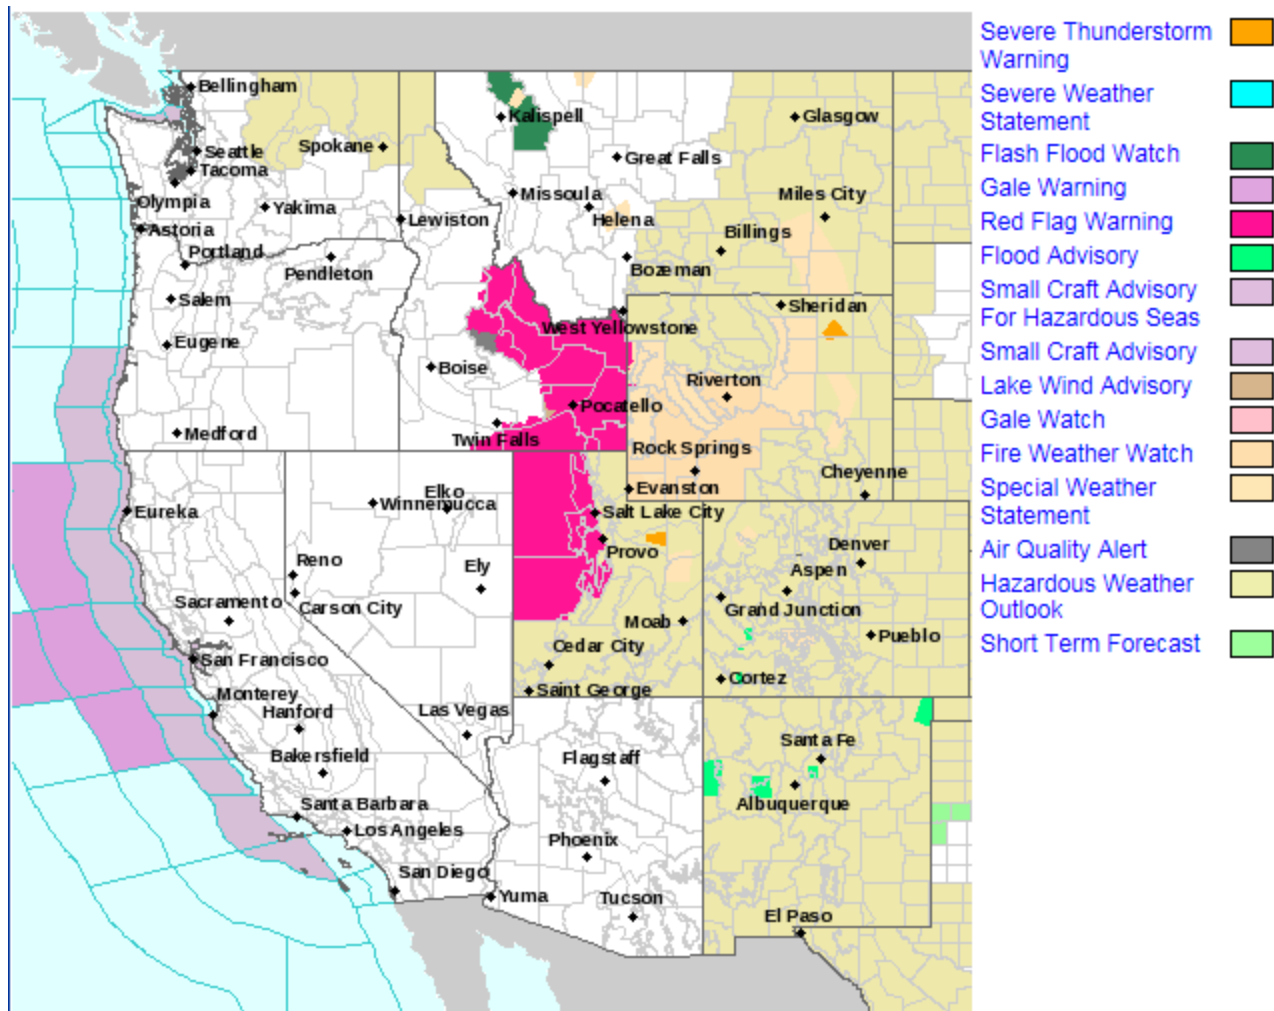 Severe Thunderstorm
Warning
Severe Weather
Statement
Flash Flood Watch
Gale Warning
Red Flag Warning
Flood Advisory
Small Craft Advisory
For Hazardous Seas
Small Craft Advisory
Lake Wind Advisory
Gale Watch
Fire Weather Watch
Special Weather
Statement
Air Quality Alert
Hazardous Weather
Outlook
Short Term Forecast
Bellingham
Kalispell
Glasgow
Seattle
Spokane
Great Falls
Tacoma
Olympia
Yakima
Missoula
Miles City
Lewiston
Helena
Astoria
Billings
Portland
Pendleton
Bozeman
Salem
Sheridan
West Yellowstone
Eugene
Boise
Riverton
Pocatello
Medford
Twin Falls
Rock Springs
Cheyenne
Evanston
Elko
Winnemucca
Eureka
Salt Lake City
Provo
Denver
Reno
Ely
Aspen
Sacramento
Carson City
Grand Junction
Moab
Pueblo
Cedar City
San Francisco
Cortez
Saint George
Monterey
Hanford
Las Vegas
Santa Fe
Bakersfield
Flagstaff
Albuquerque
Santa Barbara
Los Angeles
Phoenix
San Diego
Yuma
Tucson
El Paso